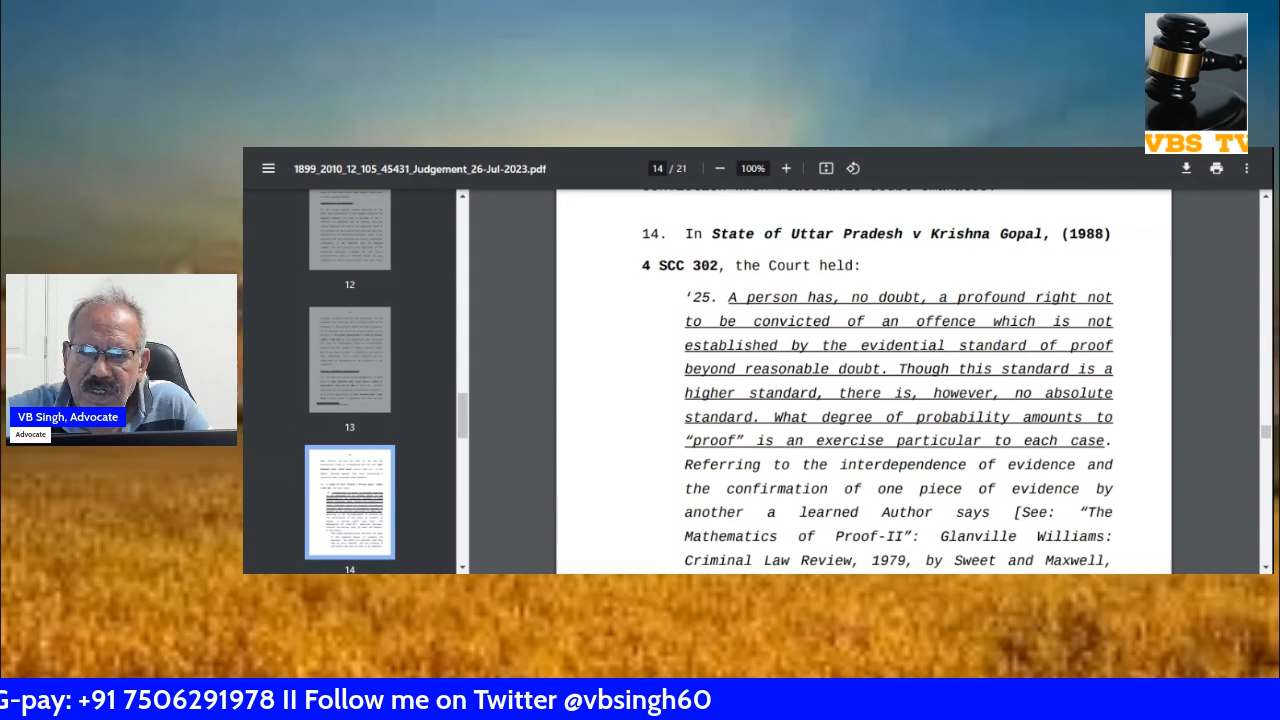 VBS TV
1899_2010_12_105_45431_Judgement_26-Jul-2023.pdf
14 / 21
100%
14. In State of Uttar Pradesh v Krishna Gopal, (1988)
4 SCC 302, the Court held:
‘25. A person has, no doubt, a profound right not
to be convicted of an offence which is not
established by the evidential standard of proof
beyond reasonable doubt. Though this standard is a
higher standard, there is, however, no absolute
standard. What degree of probability amounts to
“proof” is an exercise particular to each case.
Referring to the interdependence of evidence and
the confirmation of one piece of evidence by
another a learned Author says [See: “The
Mathematics of Proof-II”: Glanville Williams:
Criminal Law Review, 1979, by Sweet and Maxwell,
12
13
14
VB Singh, Advocate
Advocate
G-pay: +91 7506291978 II Follow me on Twitter @vbsingh60